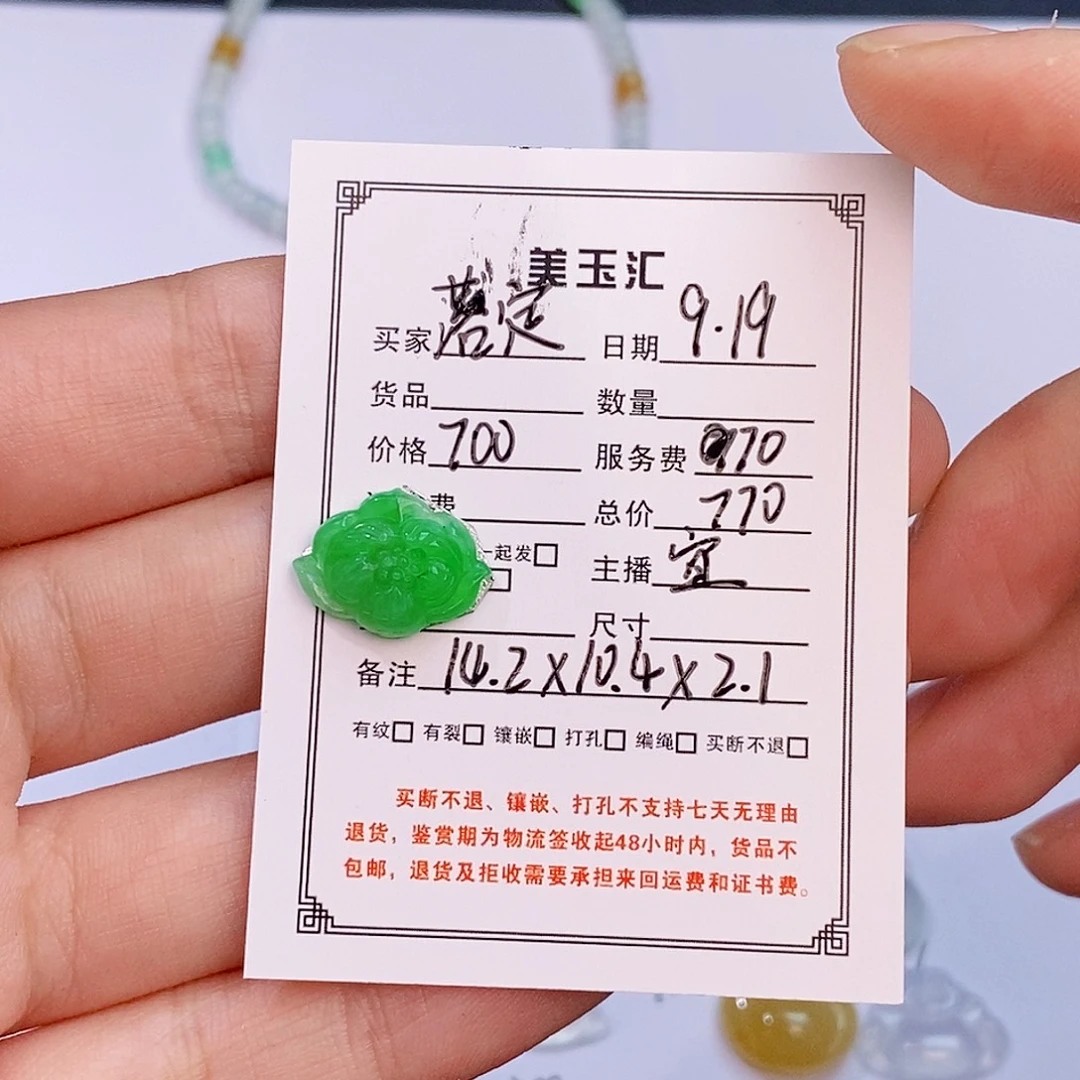 美玉汇
买家 若定 日期 9.19
货品 数量
价格 700 服务费 70
费 总价 770
一起发□ 主播 宜
□
尺寸
备注 14.2×10.4×2.1
有纹□ 有裂□ 镶嵌□ 打孔□ 编绳□ 买断不退□
买断不退、镶嵌、打孔不支持七天无理由
退货，鉴赏期为物流签收起48小时内，货品不
包邮，退货及拒收需要承担来回运费和证书费。